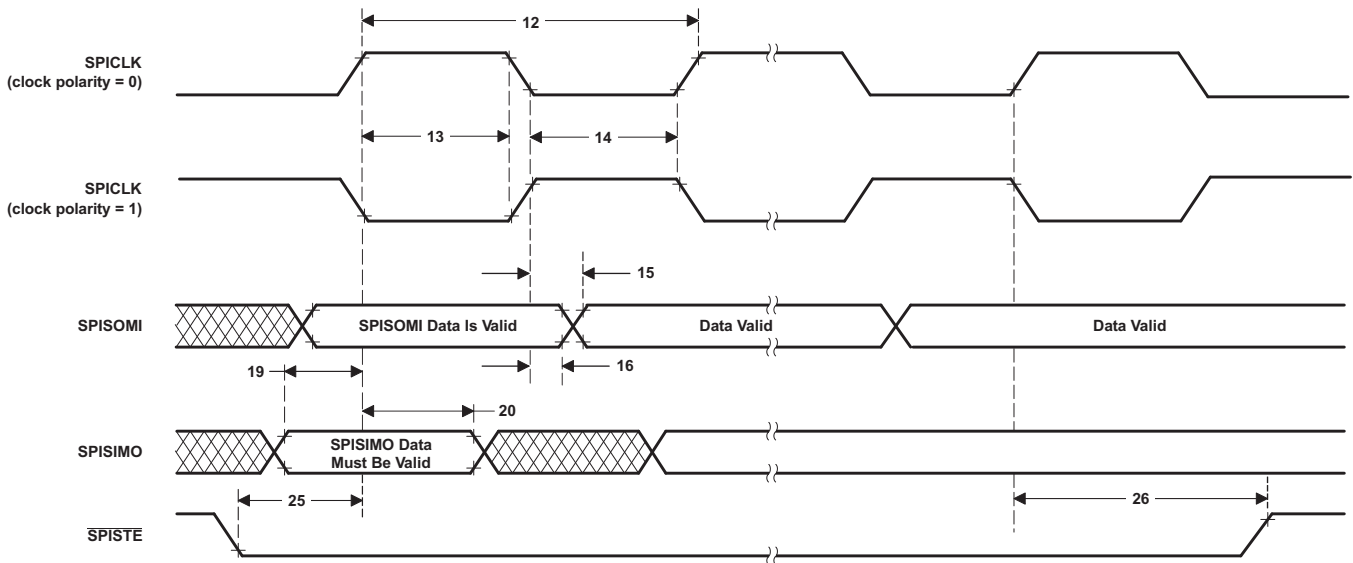 12
SPICLK
(clock polarity = 0)
13
14
SPICLK
(clock polarity = 1)
15
SPISOMI
SPISOMI Data Is Valid
Data Valid
Data Valid
16
19
20
SPISIMO
SPISIMO Data
Must Be Valid
25
26
SPISTE